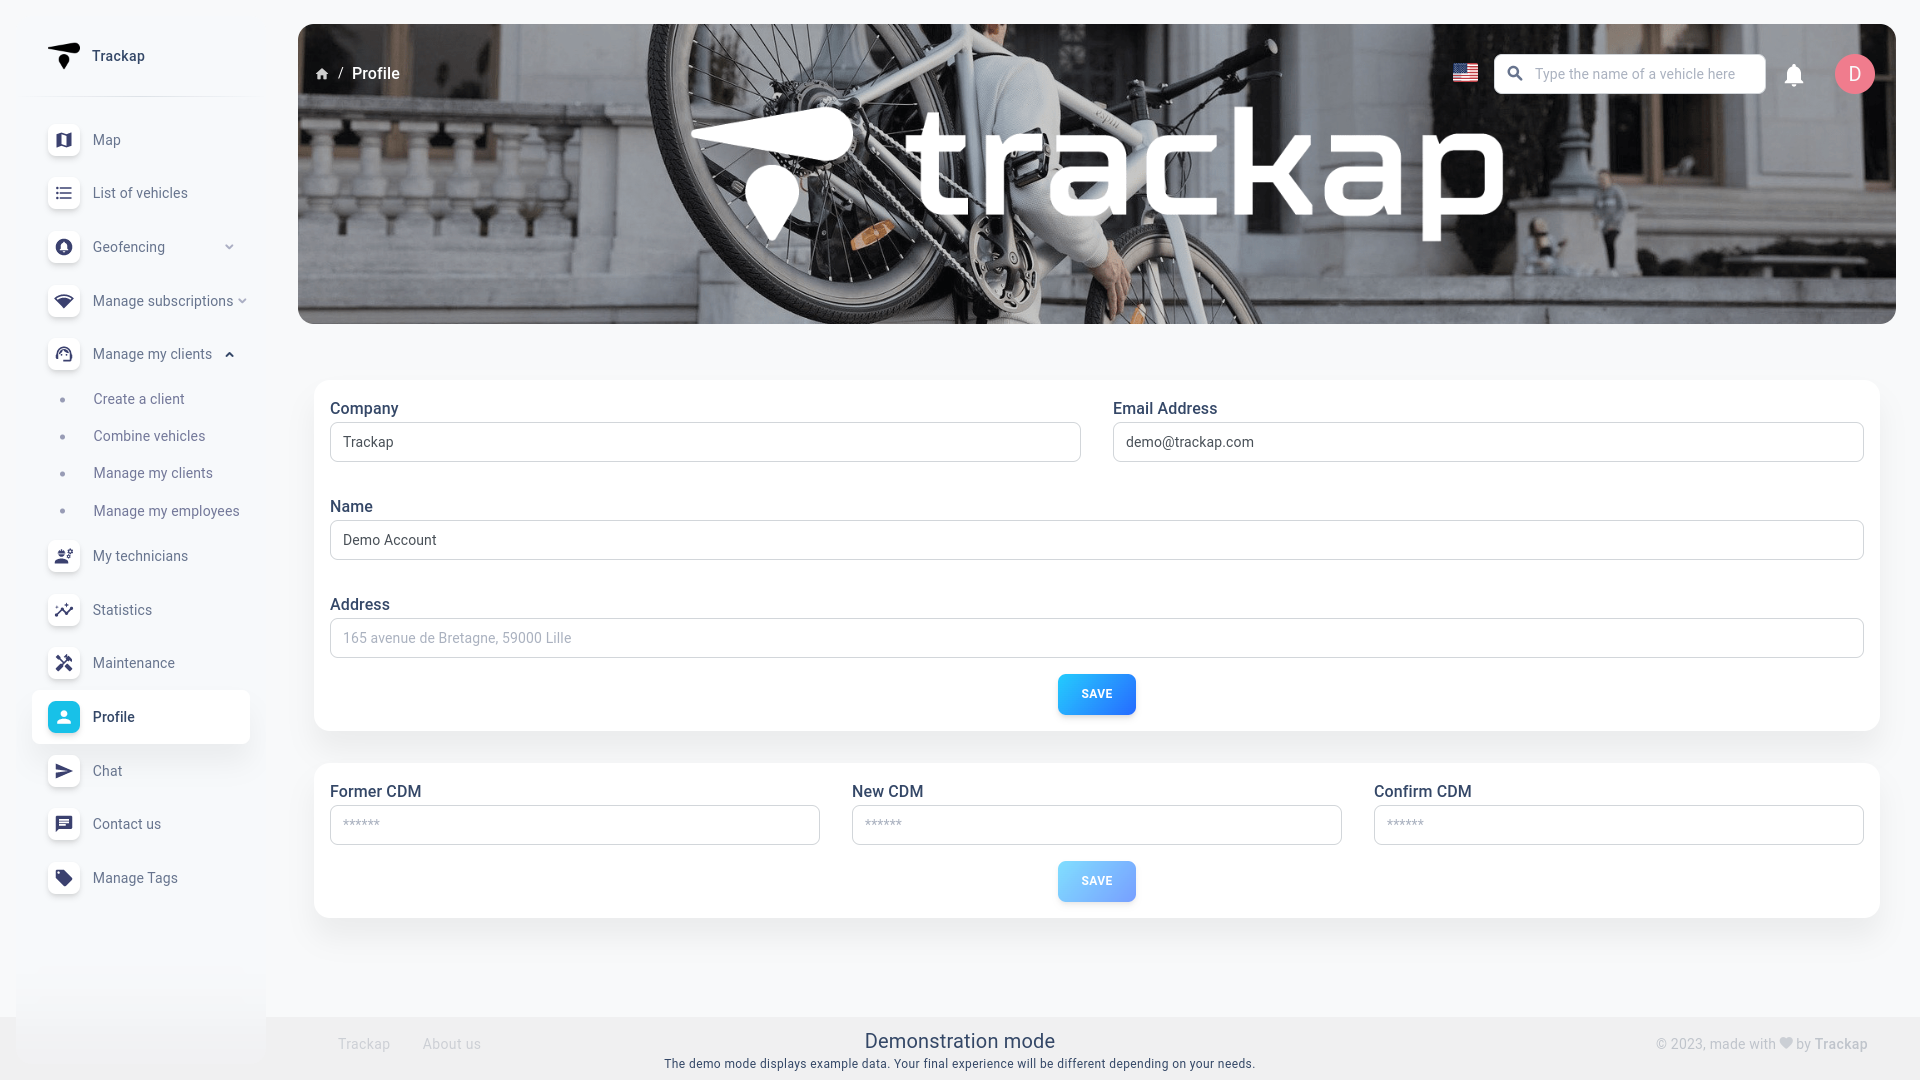 Trackap
Map
List of vehicles
Geofencing
Manage subscriptions
Manage my clients
Create a client
Combine vehicles
Manage my clients
Manage my employees
My technicians
Statistics
Maintenance
Profile
Chat
Contact us
Manage Tags
/ Profile
Type the name of a vehicle here
D
trackap
Company
Trackap
Email Address
demo@trackap.com
Name
Demo Account
Address
165 avenue de Bretagne, 59000 Lille
SAVE
Former CDM
******
New CDM
******
Confirm CDM
******
SAVE
Trackap
About us
Demonstration mode
The demo mode displays example data. Your final experience will be different depending on your needs.
© 2023, made with ♥ by Trackap